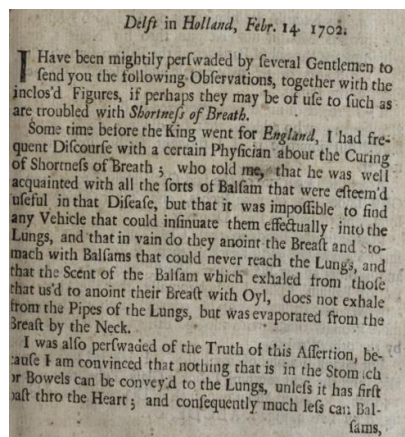 Delft in Holland, Febr. 14 1702.
I Have been mightily perſwaded by ſeveral Gentlemen to
ſend you the following Obſervations, together with the
inclos'd Figures, if perhaps they may be of uſe to ſuch as
are troubled with Shortneſs of Breath.
Some time before the King went for England, I had fre-
quent Diſcourſe with a certain Phyſician about the Curing
of Shortneſs of Breath; who told me, that he was well
acquainted with all the ſorts of Balſam that were eſteem'd
uſeful in that Diſeaſe, but that it was impoſſible to find
any Vehicle that could inſinuate them effectually into the
Lungs, and that in vain do they anoint the Breaſt and -to-
mach with Balſams that could never reach the Lungs, and
that the Scent of the Balſam which exhaled from thoſe
that us'd to anoint their Breaſt with Oyl, does not exhale
from the Pipes of the Lungs, but was evaporated from the
Breaſt by the Neck.
I was alſo perſwaded of the Truth of this Aſſertion, be-
cauſe I am convinced that nothing that is in the Stom ch
or Bowels can be convey'd to the Lungs, unleſs it has firſt
paſt thro the Heart; and conſequently much leſs can Bal-
ſams,